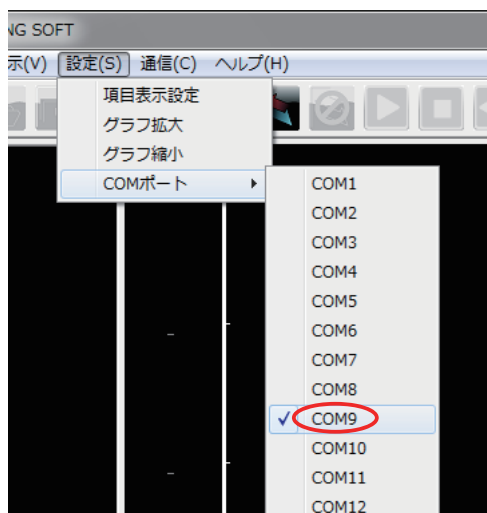 NG SOFT
示(V) 設定(S) 通信(C) ヘルプ(H)
項目表示設定
グラフ拡大
グラフ縮小
COMポート
COM1
COM2
COM3
COM4
COM5
COM6
COM7
COM8
COM9
COM10
COM11
COM12